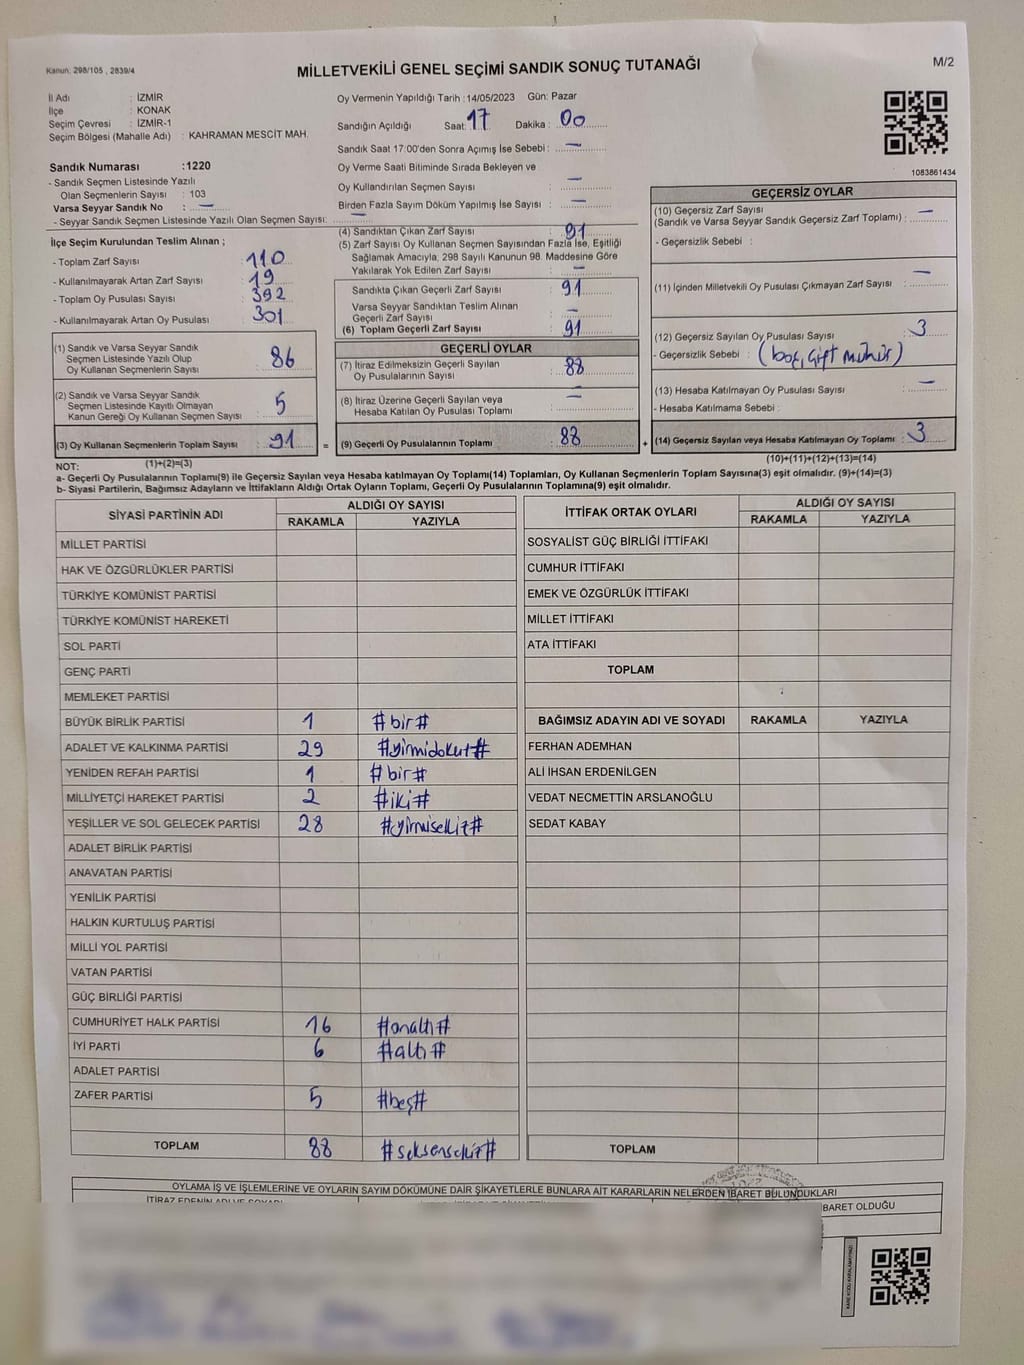 Kanun: 298/105 , 2839/4
MİLLETVEKİLİ GENEL SEÇİMİ SANDIK SONUÇ TUTANAĞI
M/2
İl Adı : İZMİR
İlçe : KONAK
Seçim Çevresi : İZMİR-1
Seçim Bölgesi (Mahalle Adı) : KAHRAMAN MESCİT MAH.
Sandık Numarası :1220
- Sandık Seçmen Listesinde Yazılı
Olan Seçmenlerin Sayısı : 103
Varsa Seyyar Sandık No : —
- Seyyar Sandık Seçmen Listesinde Yazılı Olan Seçmen Sayısı: —
Oy Vermenin Yapıldığı Tarih :14/05/2023 Gün: Pazar
Sandığın Açıldığı Saat: 17 Dakika : 00
Sandık Saat 17:00'den Sonra Açımış İse Sebebi : —
Oy Verme Saati Bitiminde Sırada Bekleyen ve
Oy Kullandırılan Seçmen Sayısı : —
Birden Fazla Sayım Döküm Yapılmış İse Sayısı : —
1083861434
İlçe Seçim Kurulundan Teslim Alınan ;
- Toplam Zarf Sayısı : 110
- Kullanılmayarak Artan Zarf Sayısı : 19
- Toplam Oy Pusulası Sayısı : 392
- Kullanılmayarak Artan Oy Pusulası : 301
(1) Sandık ve Varsa Seyyar Sandık
Seçmen Listesinde Yazılı Olup
Oy Kullanan Seçmenlerin Sayısı : 86
(2) Sandık ve Varsa Seyyar Sandık
Seçmen Listesinde Kayıtlı Olmayan
Kanun Gereği Oy Kullanan Seçmen Sayısı : 5
(3) Oy Kullanan Seçmenlerin Toplam Sayısı : 91 =
(4) Sandıktan Çıkan Zarf Sayısı : 91
(5) Zarf Sayısı Oy Kullanan Seçmen Sayısından Fazla İse, Eşitliği
Sağlamak Amacıyla, 298 Sayılı Kanunun 98. Maddesine Göre
Yakılarak Yok Edilen Zarf Sayısı : —
Sandıkta Çıkan Geçerli Zarf Sayısı : 91
Varsa Seyyar Sandıktan Teslim Alınan
Geçerli Zarf Sayısı : —
(6) Toplam Geçerli Zarf Sayısı : 91
GEÇERLİ OYLAR
(7) İtiraz Edilmeksizin Geçerli Sayılan
Oy Pusulalarının Sayısı : 88
(8) İtiraz Üzerine Geçerli Sayılan veya
Hesaba Katılan Oy Pusulası Toplamı : —
(9) Geçerli Oy Pusulalarının Toplamı : 88 +
GEÇERSİZ OYLAR
(10) Geçersiz Zarf Sayısı
(Sandık ve Varsa Seyyar Sandık Geçersiz Zarf Toplamı) : —
- Geçersizlik Sebebi :
(11) İçinden Milletvekili Oy Pusulası Çıkmayan Zarf Sayısı : —
(12) Geçersiz Sayılan Oy Pusulası Sayısı : 3
- Geçersizlik Sebebi : (boş, çift mühür)
(13) Hesaba Katılmayan Oy Pusulası Sayısı : —
- Hesaba Katılmama Sebebi :
(14) Geçersiz Sayılan veya Hesaba Katılmayan Oy Toplamı : 3
NOT: (1)+(2)=(3)
(10)+(11)+(12)+(13)=(14)
a- Geçerli Oy Pusulalarının Toplamı(9) ile Geçersiz Sayılan veya Hesaba katılmayan Oy Toplamı(14) Toplamları, Oy Kullanan Seçmenlerin Toplam Sayısına(3) eşit olmalıdır. (9)+(14)=(3)
b- Siyasi Partilerin, Bağımsız Adayların ve İttifakların Aldığı Ortak Oyların Toplamı, Geçerli Oy Pusulalarının Toplamına(9) eşit olmalıdır.
SİYASİ PARTİNİN ADI ALDIĞI OY SAYISI
RAKAMLA YAZIYLA
MİLLET PARTİSİ
HAK VE ÖZGÜRLÜKLER PARTİSİ
TÜRKİYE KOMÜNİST PARTİSİ
TÜRKİYE KOMÜNİST HAREKETİ
SOL PARTİ
GENÇ PARTİ
MEMLEKET PARTİSİ
BÜYÜK BİRLİK PARTİSİ 1 #bir#
ADALET VE KALKINMA PARTİSİ 29 #yirmidokuz#
YENİDEN REFAH PARTİSİ 1 #bir#
MİLLİYETÇİ HAREKET PARTİSİ 2 #iki#
YEŞİLLER VE SOL GELECEK PARTİSİ 28 #yirmisekiz#
ADALET BİRLİK PARTİSİ
ANAVATAN PARTİSİ
YENİLİK PARTİSİ
HALKIN KURTULUŞ PARTİSİ
MİLLİ YOL PARTİSİ
VATAN PARTİSİ
GÜÇ BİRLİĞİ PARTİSİ
CUMHURİYET HALK PARTİSİ 16 #onaltı#
İYİ PARTİ 6 #altı#
ADALET PARTİSİ
ZAFER PARTİSİ 5 #beş#
TOPLAM 88 #seksensekiz#
İTTİFAK ORTAK OYLARI ALDIĞI OY SAYISI
RAKAMLA YAZIYLA
SOSYALİST GÜÇ BİRLİĞİ İTTİFAKI
CUMHUR İTTİFAKI
EMEK VE ÖZGÜRLÜK İTTİFAKI
MİLLET İTTİFAKI
ATA İTTİFAKI
TOPLAM
BAĞIMSIZ ADAYIN ADI VE SOYADI RAKAMLA YAZIYLA
FERHAN ADEMHAN
ALİ İHSAN ERDENİLGEN
VEDAT NECMETTİN ARSLANOĞLU
SEDAT KABAY
TOPLAM
OYLAMA İŞ VE İŞLEMLERİNE VE OYLARIN SAYIM DÖKÜMÜNE DAİR ŞİKAYETLERLE BUNLARA AİT KARARLARIN NELERDEN İBARET BULUNDUKLARI
İTİRAZ EDENİN ADI VE SOYADI
BARET OLDUĞU
KARE KODU KARALAMAYINIZ!